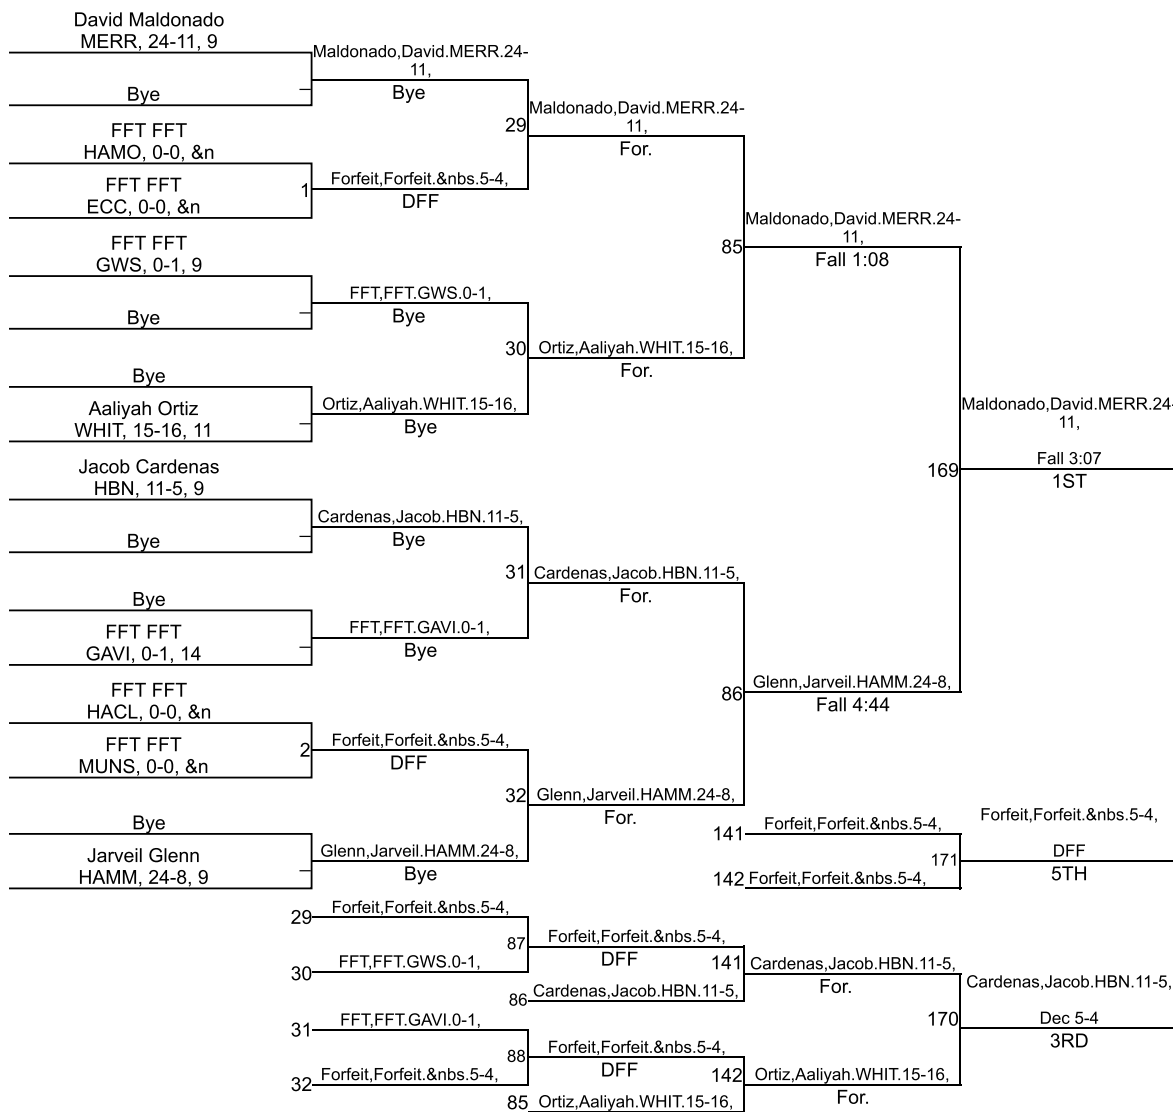 David Maldonado
MERR, 24-11, 9
Bye
FFT FFT
HAMO, 0-0, &n
FFT FFT
ECC, 0-0, &n
FFT FFT
GWS, 0-1, 9
Bye
Bye
Aaliyah Ortiz
WHIT, 15-16, 11
Jacob Cardenas
HBN, 11-5, 9
Bye
Bye
FFT FFT
GAVI, 0-1, 14
FFT FFT
HACL, 0-0, &n
FFT FFT
MUNS, 0-0, &n
Bye
Jarveil Glenn
HAMM, 24-8, 9
Maldonado,David.MERR.24-
11,
Bye
1
Forfeit,Forfeit.&nbs.5-4,
DFF
FFT,FFT.GWS.0-1,
Bye
Ortiz,Aaliyah.WHIT.15-16,
Bye
Cardenas,Jacob.HBN.11-5,
Bye
FFT,FFT.GAVI.0-1,
Bye
2
Forfeit,Forfeit.&nbs.5-4,
DFF
Glenn,Jarveil.HAMM.24-8,
Bye
29
Maldonado,David.MERR.24-
11,
For.
30
Ortiz,Aaliyah.WHIT.15-16,
For.
31
Cardenas,Jacob.HBN.11-5,
For.
32
Glenn,Jarveil.HAMM.24-8,
For.
85
Maldonado,David.MERR.24-
11,
Fall 1:08
86
Glenn,Jarveil.HAMM.24-8,
Fall 4:44
169
Maldonado,David.MERR.24-
11,
Fall 3:07
1ST
141
Forfeit,Forfeit.&nbs.5-4,
142
Forfeit,Forfeit.&nbs.5-4,
171
Forfeit,Forfeit.&nbs.5-4,
DFF
5TH
29
Forfeit,Forfeit.&nbs.5-4,
30
FFT,FFT.GWS.0-1,
31
FFT,FFT.GAVI.0-1,
32
Forfeit,Forfeit.&nbs.5-4,
87
Forfeit,Forfeit.&nbs.5-4,
DFF
86
Cardenas,Jacob.HBN.11-5,
88
Forfeit,Forfeit.&nbs.5-4,
DFF
85
Ortiz,Aaliyah.WHIT.15-16,
141
Cardenas,Jacob.HBN.11-5,
For.
142
Ortiz,Aaliyah.WHIT.15-16,
For.
170
Cardenas,Jacob.HBN.11-5,
Dec 5-4
3RD